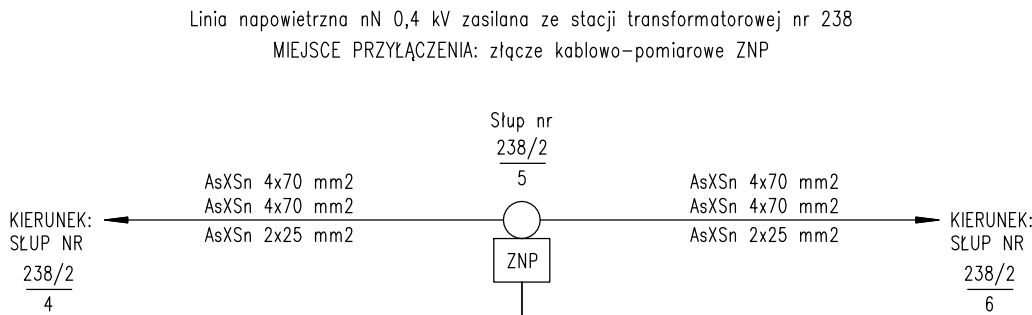 Linia napowietrzna nN 0,4 kV zasilana ze stacji transformatorowej nr 238
MIEJSCE PRZYŁĄCZENIA: złącze kablowo-pomiarowe ZNP
Słup nr
238/2
5
AsXSn 4x70 mm2
AsXSn 4x70 mm2
AsXSn 2x25 mm2
AsXSn 4x70 mm2
AsXSn 4x70 mm2
AsXSn 2x25 mm2
KIERUNEK:
SŁUP NR
238/2
4
ZNP
KIERUNEK:
SŁUP NR
238/2
6